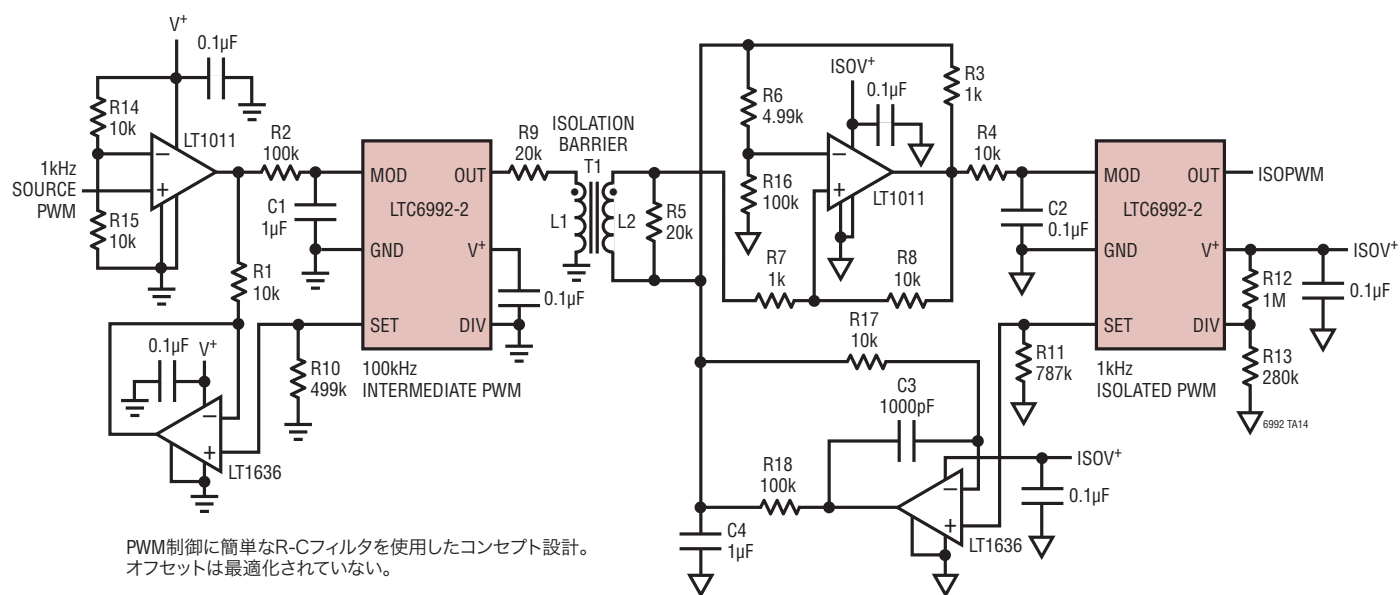 V+
0.1µF
R14
10k
LT1011
1kHz
SOURCE
PWM
R15
10k
R2
100k
C1
1µF
R1
10k
MOD
OUT
LTC6992-2
GND
V+
SET
DIV
100kHz
INTERMEDIATE PWM
0.1µF
R10
499k
0.1µF
V+
LT1636
R9
20k
ISOLATION
BARRIER
T1
L1
L2
R5
20k
R6
4.99k
R16
100k
ISOV+
0.1µF
LT1011
R3
1k
R4
10k
R7
1k
R8
10k
C2
0.1µF
MOD
OUT
LTC6992-2
V+
GND
SET
DIV
1kHz
ISOLATED PWM
ISOPWM
ISOV+
R12
1M
0.1µF
R13
280k
6992 TA14
R11
787k
R17
10k
C3
1000pF
R18
100k
ISOV+
0.1µF
LT1636
C4
1µF
PWM制御に簡単なR-Cフィルタを使用したコンセプト設計。
オフセットは最適化されていない。